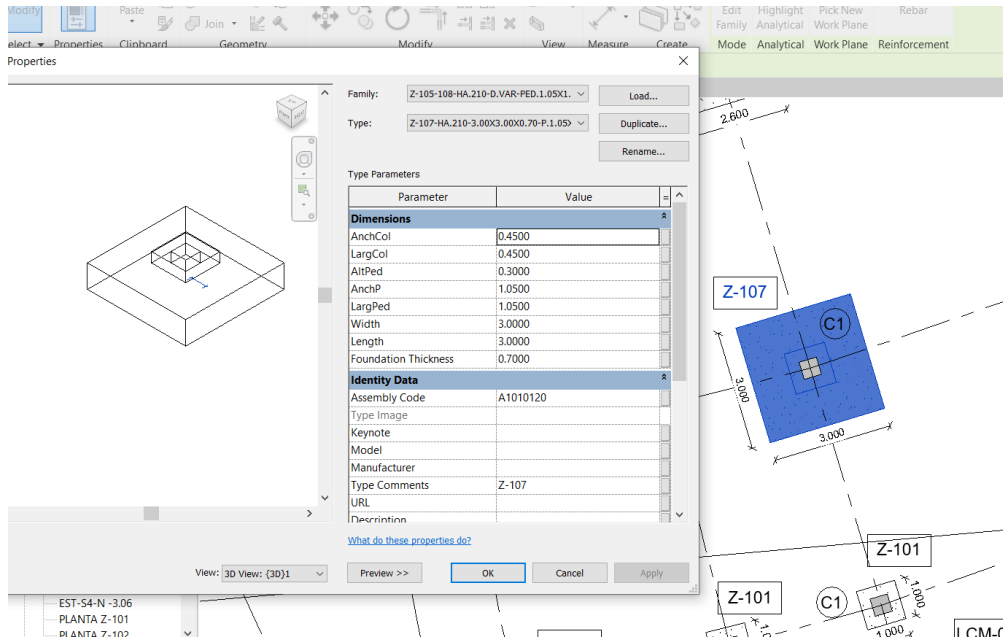 Modify
Paste
Join
Edit Family
Highlight Analytical
Pick New Work Plane
Rebar
elect
Properties
Clipboard
Geometry
Modify
View
Measure
Create
Mode
Analytical
Work Plane
Reinforcement
Properties
Family:
Z-105-108-HA.210-D.VAR-PED.1.05X1.
Load...
Type:
Z-107-HA.210-3.00X3.00X0.70-P.1.05
Duplicate...
Rename...
Type Parameters
Parameter Value =
Dimensions
AnchCol 0.4500
LargCol 0.4500
AltPed 0.3000
AnchP 1.0500
LargPed 1.0500
Width 3.0000
Length 3.0000
Foundation Thickness 0.7000
Identity Data
Assembly Code A1010120
Type Image
Keynote
Model
Manufacturer
Type Comments Z-107
URL
Description
What do these properties do?
View: 3D View: {3D}1
Preview >>
OK
Cancel
Apply
EST-S4-N -3.06
PLANTA Z-101
PLANTA Z-102
2.600
Z-107
C1
3.000
3.000
Z-101
Z-101
C1
1.000
1.000
LCM-